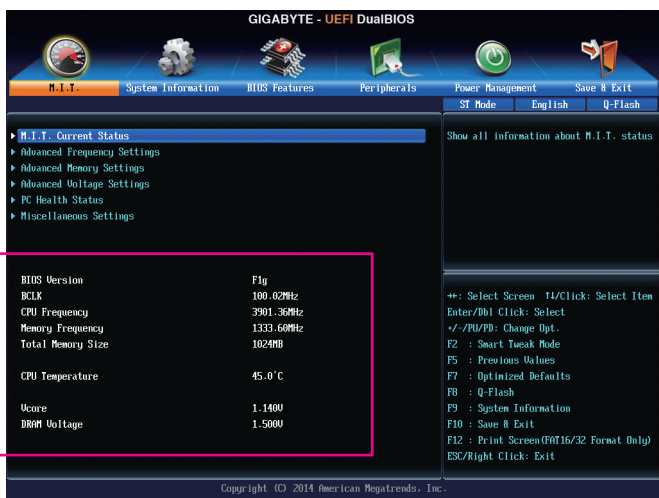 GIGABYTE - UEFI DualBIOS
M.I.T. System Information BIOS Features Peripherals Power Management Save & Exit
ST Mode English Q-Flash
M.I.T. Current Status
Advanced Frequency Settings
Advanced Memory Settings
Advanced Voltage Settings
PC Health Status
Miscellaneous Settings
BIOS Version F1g
BCLK 100.02MHz
CPU Frequency 3901.36MHz
Memory Frequency 1333.60MHz
Total Memory Size 1024MB
CPU Temperature 45.0°C
Vcore 1.140V
DRAM Voltage 1.500V
Show all information about M.I.T. status
→←: Select Screen ↑↓/Click: Select Item
Enter/Dbl Click: Select
+/-/PU/PD: Change Opt.
F2 : Smart Tweak Mode
F5 : Previous Values
F7 : Optimized Defaults
F8 : Q-Flash
F9 : System Information
F10 : Save & Exit
F12 : Print Screen(FAT16/32 Format Only)
ESC/Right Click: Exit
Copyright (C) 2014 American Megatrends, Inc.